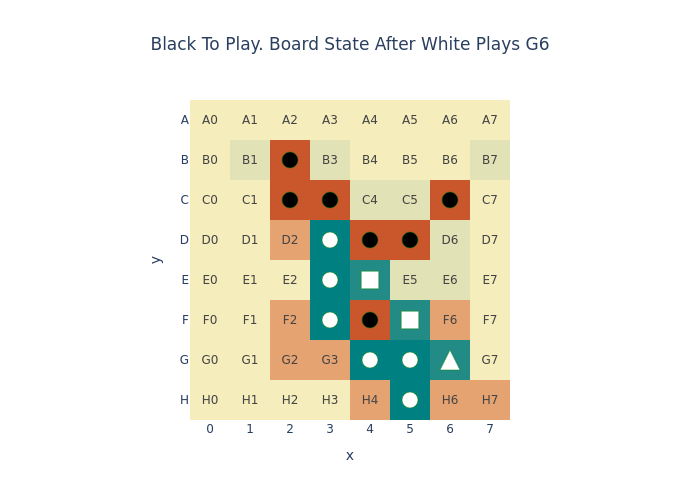 Black To Play. Board State After White Plays G6
A A0 A1 A2 A3 A4 A5 A6 A7
B B0 B1 B3 B4 B5 B6 B7
C C0 C1 C4 C5 C7
D D0 D1 D2 D6 D7
E E0 E1 E2 E5 E6 E7
F F0 F1 F2 F6 F7
G G0 G1 G2 G3 G7
H H0 H1 H2 H3 H4 H6 H7
0 1 2 3 4 5 6 7
x
y